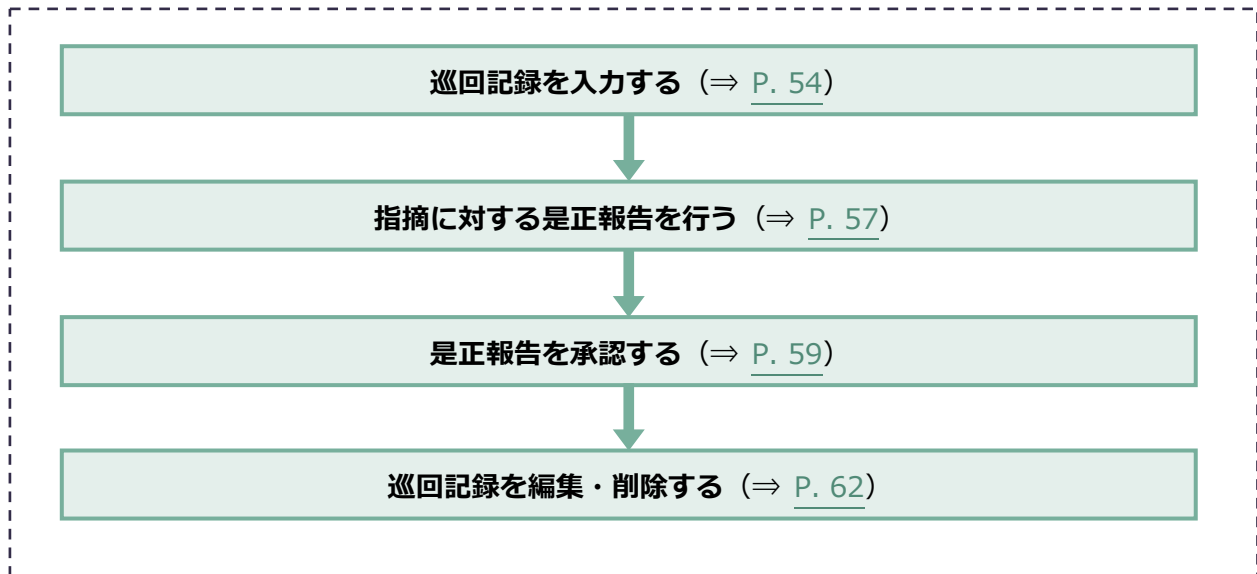 巡回記録を入力する（⇒ P. 54）
指摘に対する是正報告を行う（⇒ P. 57）
是正報告を承認する（⇒ P. 59）
巡回記録を編集・削除する（⇒ P. 62）